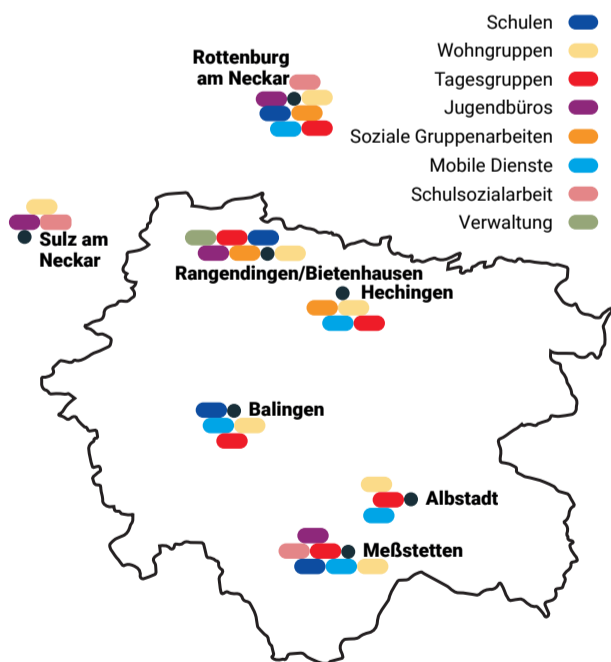 Schulen
Wohngruppen
Tagesgruppen
Jugendbüros
Soziale Gruppenarbeiten
Mobile Dienste
Schulsozialarbeit
Verwaltung
Rottenburg
am Neckar
Sulz am
Neckar
Rangendingen/Bietenhausen
Hechingen
Balingen
Albstadt
Meßstetten